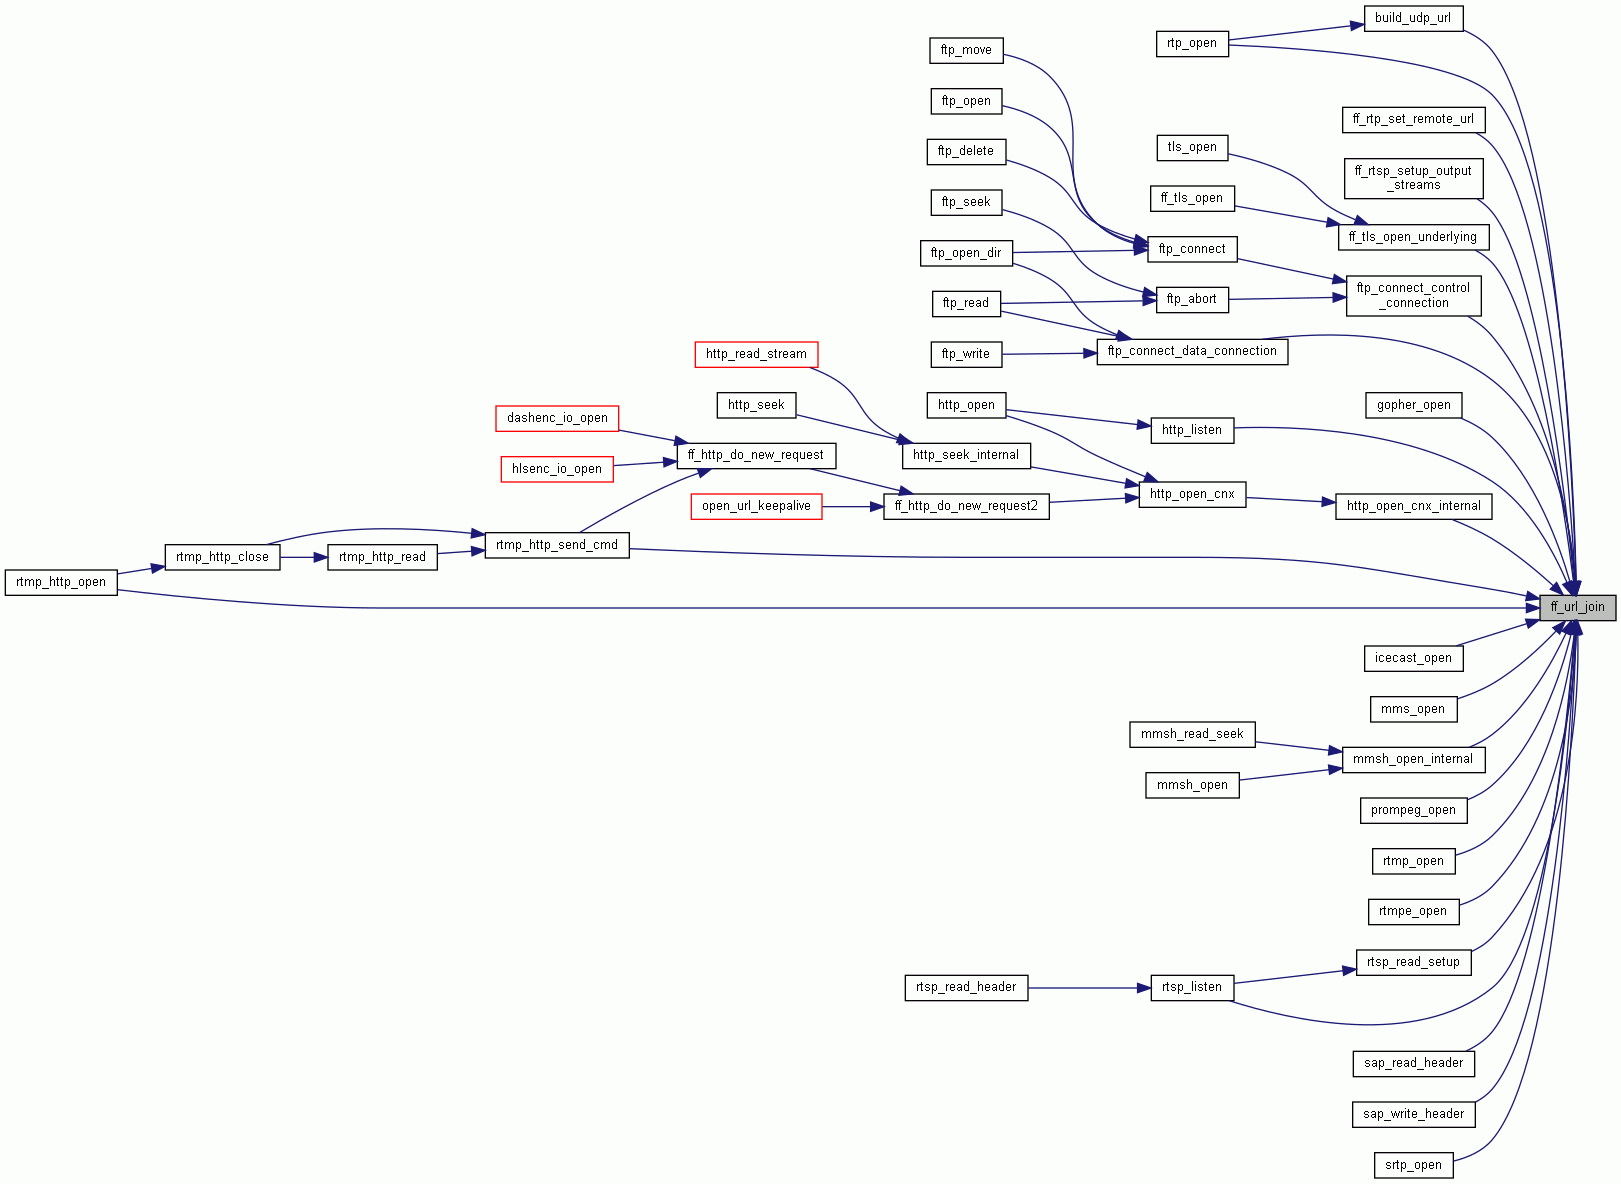 build_udp_url
rtp_open
ftp_move
ftp_open
ff_rtp_set_remote_url
tls_open
ftp_delete
ff_rtsp_setup_output
_streams
ff_tls_open
ftp_seek
ff_tls_open_underlying
ftp_connect
ftp_open_dir
ftp_connect_control
_connection
ftp_abort
ftp_read
ftp_connect_data_connection
ftp_write
http_read_stream
http_seek
http_open
gopher_open
dashenc_io_open
http_listen
ff_http_do_new_request
http_seek_internal
hlsenc_io_open
http_open_cnx
open_url_keepalive
ff_http_do_new_request2
http_open_cnx_internal
rtmp_http_send_cmd
rtmp_http_close
rtmp_http_read
rtmp_http_open
ff_url_join
icecast_open
mms_open
mmsh_read_seek
mmsh_open_internal
mmsh_open
prompeg_open
rtmp_open
rtmpe_open
rtsp_read_setup
rtsp_read_header
rtsp_listen
sap_read_header
sap_write_header
srtp_open